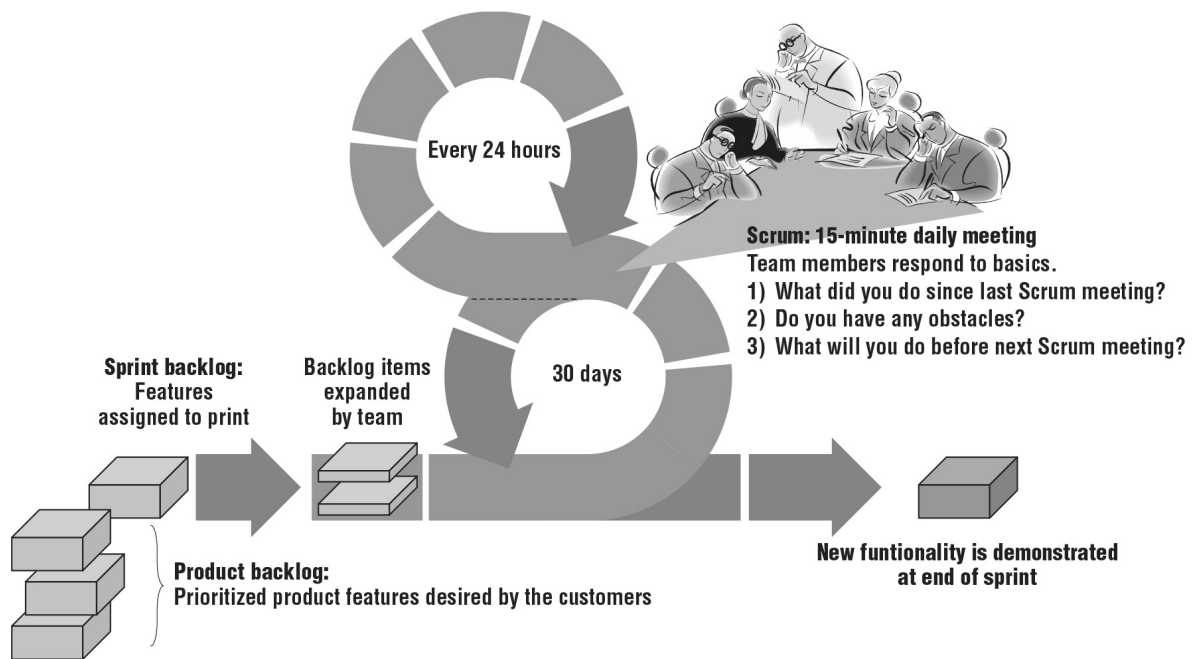 Every 24 hours
Scrum: 15-minute daily meeting
Team members respond to basics.
1) What did you do since last Scrum meeting?
2) Do you have any obstacles?
3) What will you do before next Scrum meeting?
30 days
Sprint backlog:
Features
assigned to print
Backlog items
expanded
by team
New funtionality is demonstrated
at end of sprint
Product backlog:
Prioritized product features desired by the customers